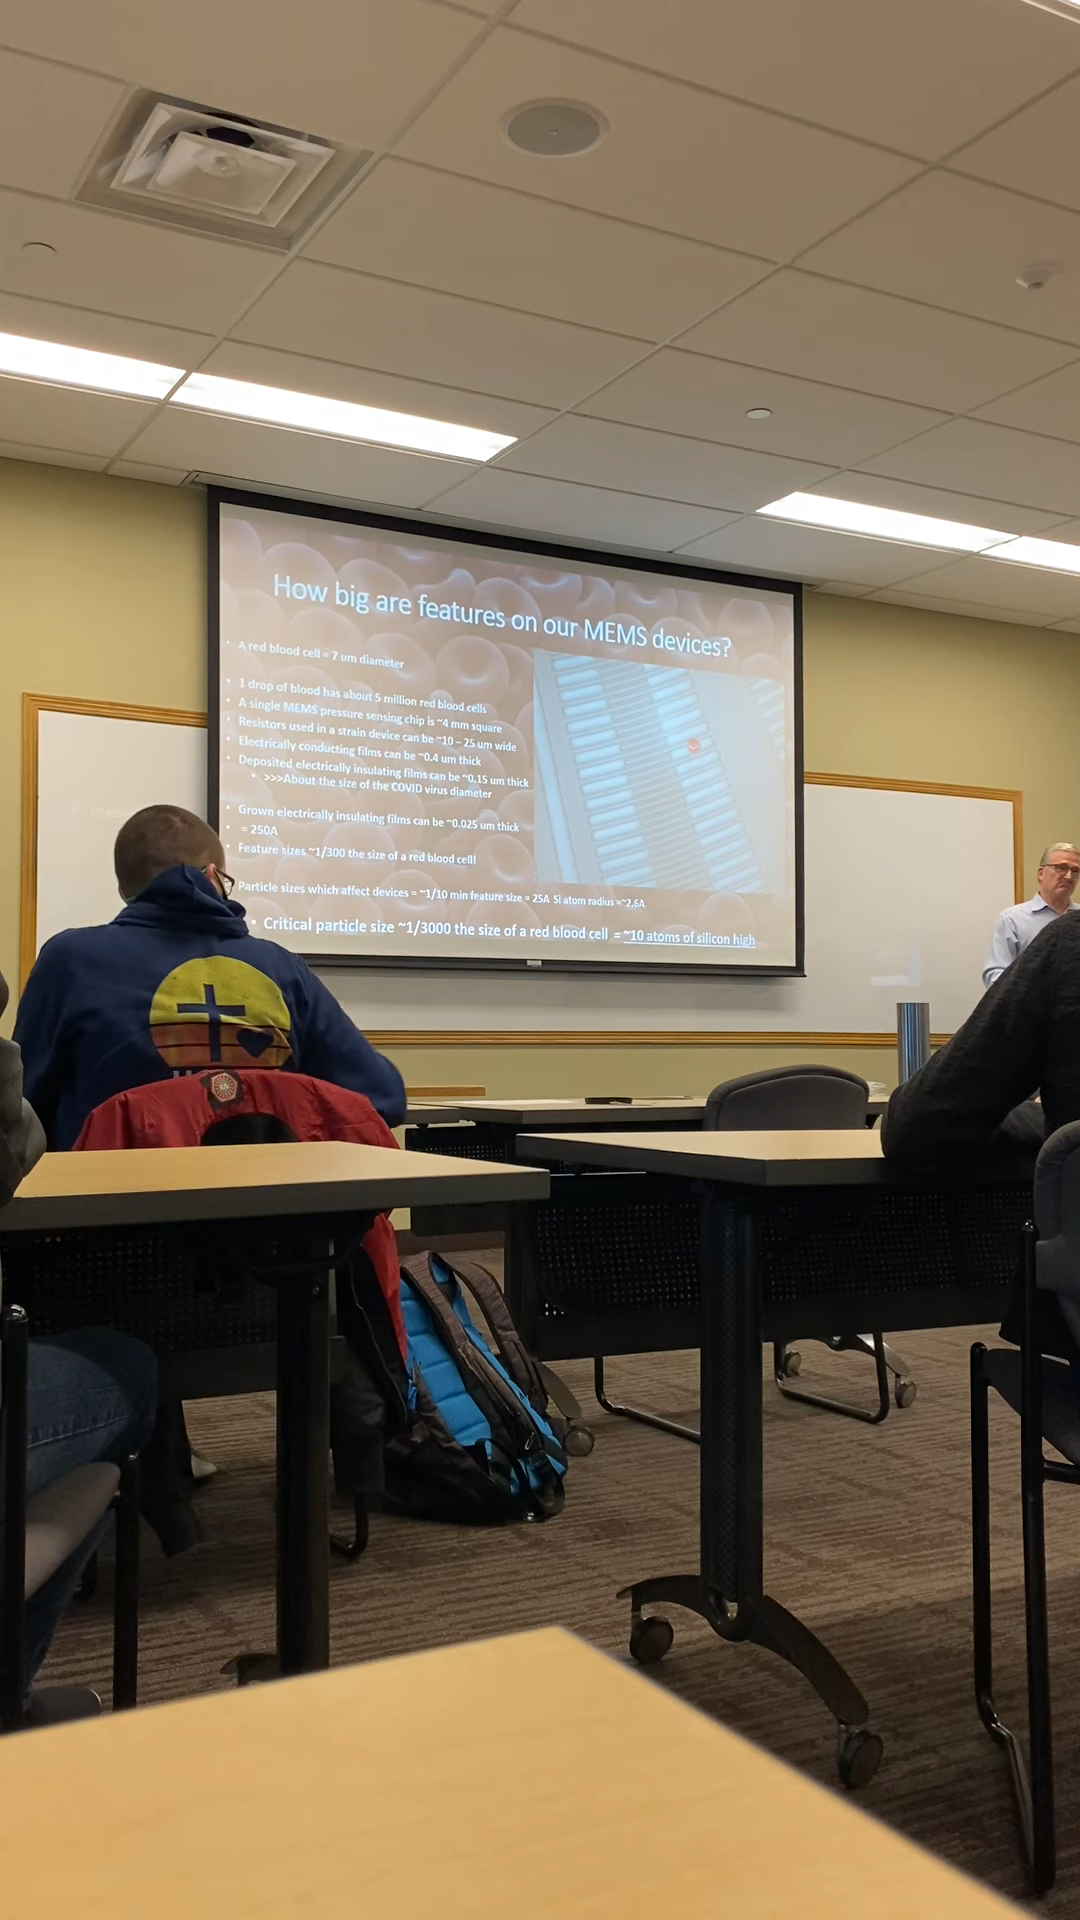 How big are features on our MEMS devices?
• A red blood cell = 7 um diameter
• 1 drop of blood has about 5 million red blood cells
• A single MEMS pressure sensing chip is ~4 mm square
• Resistors used in a strain device can be ~10 – 25 um wide
• Electrically conducting films can be ~0.4 um thick
• Deposited electrically insulating films can be ~0.15 um thick
• >>>About the size of the COVID virus diameter
• Grown electrically insulating films can be ~0.025 um thick
• = 250A
• Feature sizes ~1/300 the size of a red blood cell!
Particle sizes which affect devices = ~1/10 min feature size = 25A Si atom radius =~2.6A
• Critical particle size ~1/3000 the size of a red blood cell = ~10 atoms of silicon high